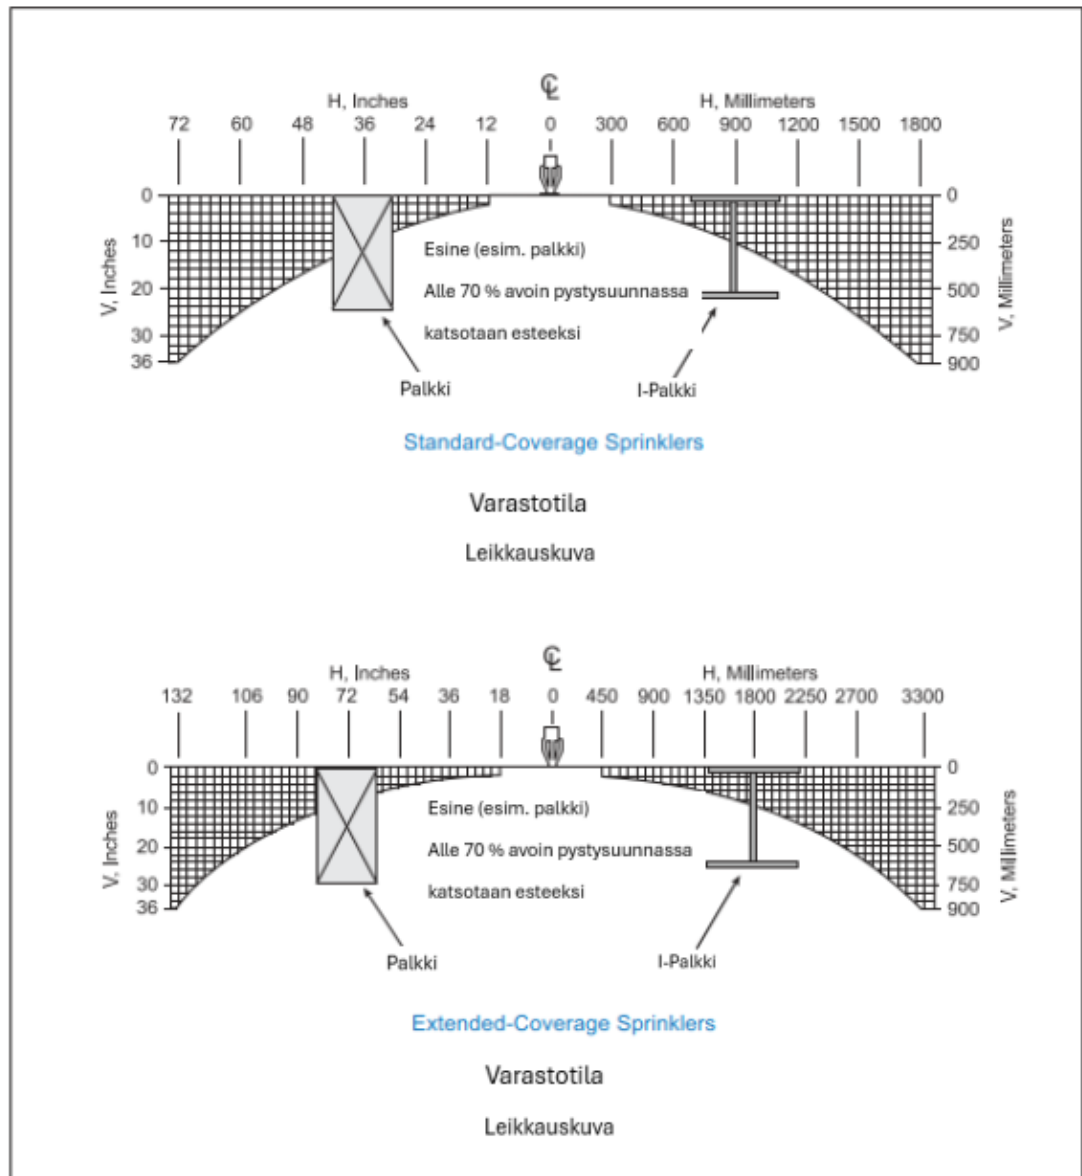 ℄
H, Inches H, Millimeters
72 60 48 36 24 12 0 300 600 900 1200 1500 1800
0 0
10 250
20 500
30 750
36 900
V, Inches
V, Millimeters
Esine (esim. palkki)
Alle 70 % avoin pystysuunnassa
katsotaan esteeksi
Palkki I-Palkki
Standard-Coverage Sprinklers
Varastotila
Leikkauskuva
℄
H, Inches H, Millimeters
132 106 90 72 54 36 18 0 450 900 1350 1800 2250 2700 3300
0 0
10 250
20 500
30 750
36 900
V, Inches
V, Millimeters
Esine (esim. palkki)
Alle 70 % avoin pystysuunnassa
katsotaan esteeksi
Palkki I-Palkki
Extended-Coverage Sprinklers
Varastotila
Leikkauskuva